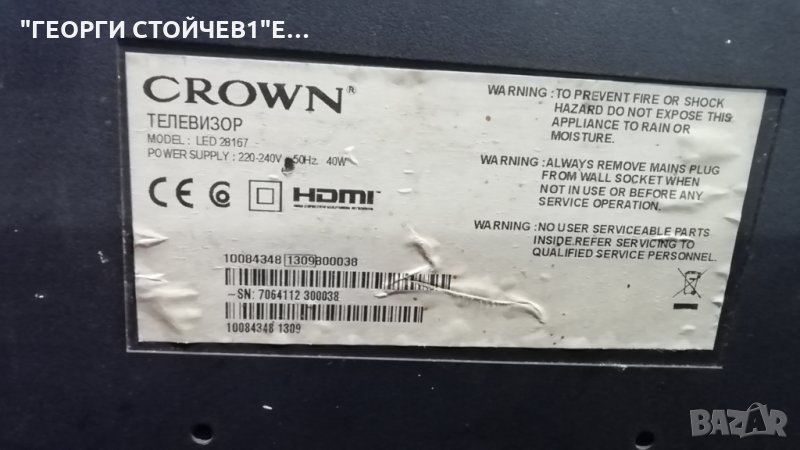 "ГЕОРГИ СТОЙЧЕВ1"Е...
CROWN®
ТЕЛЕВИЗОР
MODEL : LED 28167
POWER SUPPLY : 220-240V 50Hz. 40W
CE HDMI
WARNING :TO PREVENT FIRE OR SHOCK
HAZARD DO NOT EXPOSE THIS
APPLIANCE TO RAIN OR
MOISTURE.
WARNING :ALWAYS REMOVE MAINS PLUG
FROM WALL SOCKET WHEN
NOT IN USE OR BEFORE ANY
SERVICE OPERATION.
WARNING :NO USER SERVICEABLE PARTS
INSIDE.REFER SERVICING TO
QUALIFIED SERVICE PERSONNEL.
10084348 1309 300038
~SN: 7064112 300038
10084348 1309
BAZAR